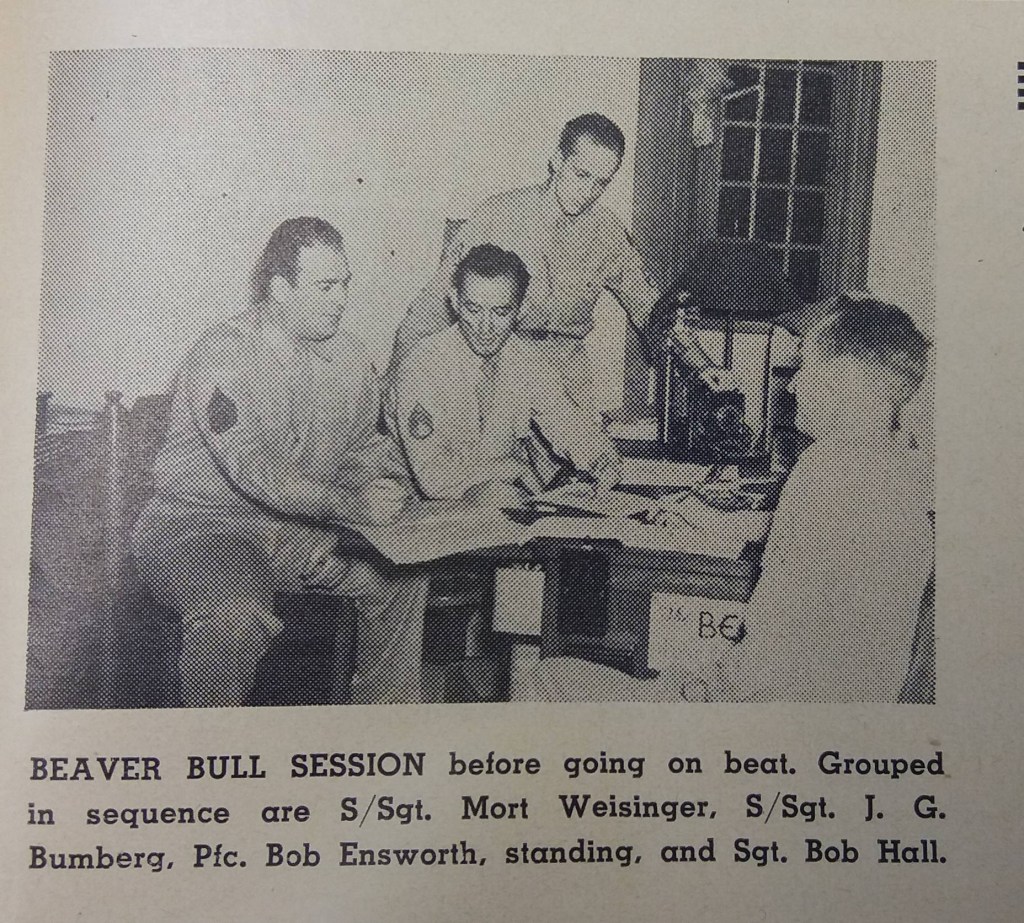 BE
BEAVER BULL SESSION before going on beat. Grouped
in sequence are S/Sgt. Mort Weisinger, S/Sgt. J. G.
Bumberg, Pfc. Bob Ensworth, standing, and Sgt. Bob Hall.